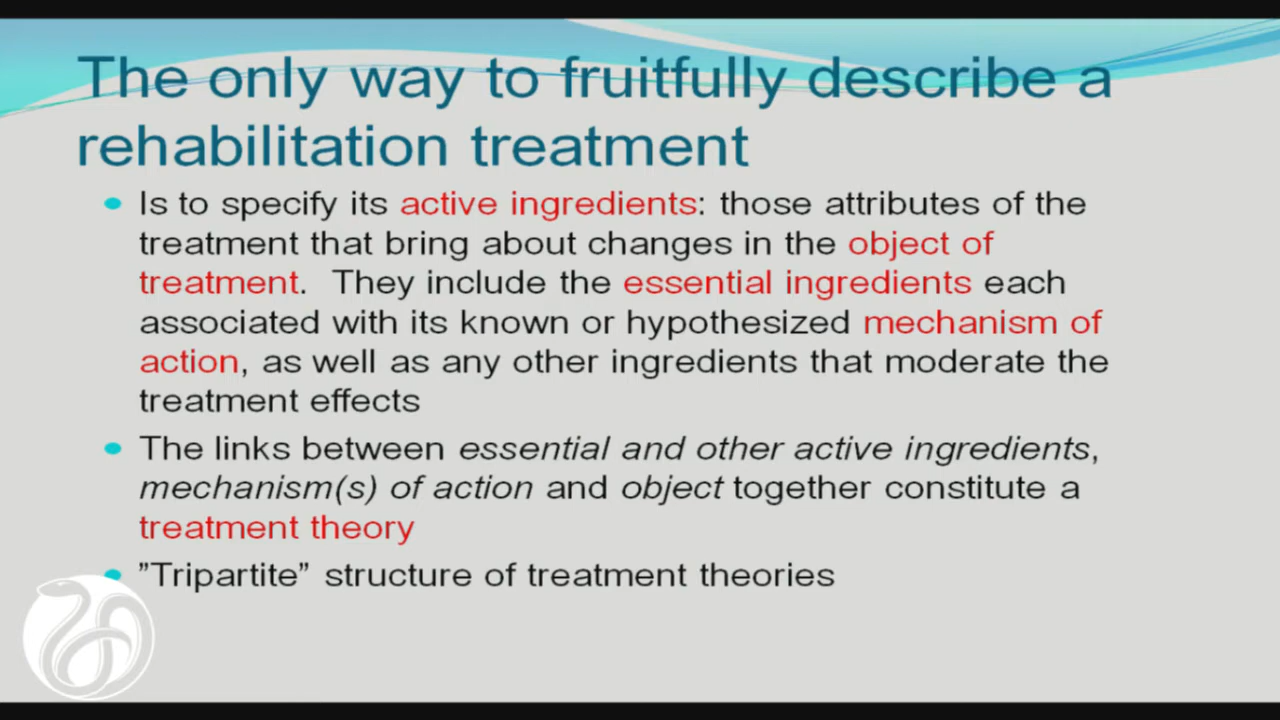 The only way to fruitfully describe a
rehabilitation treatment
Is to specify its active ingredients: those attributes of the
treatment that bring about changes in the object of
treatment. They include the essential ingredients each
associated with its known or hypothesized mechanism of
action, as well as any other ingredients that moderate the
treatment effects
The links between essential and other active ingredients,
mechanism(s) of action and object together constitute a
treatment theory
”Tripartite” structure of treatment theories